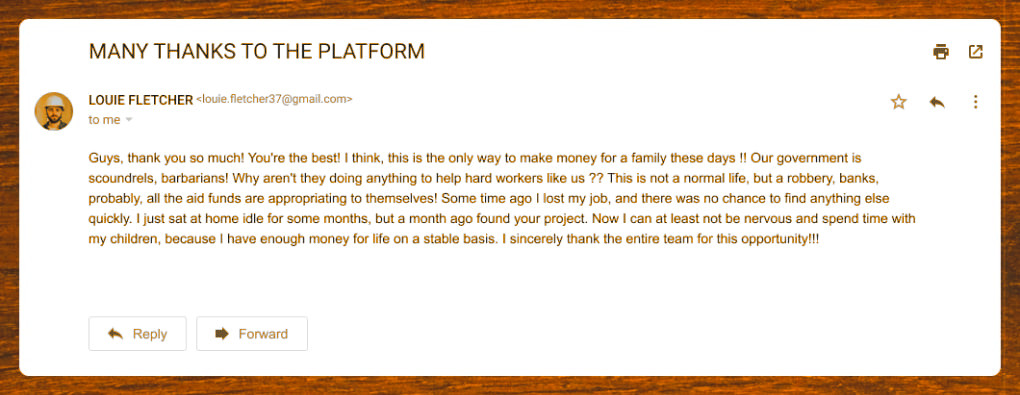 MANY THANKS TO THE PLATFORM
LOUIE FLETCHER <louie.fletcher37@gmail.com>
to me
Guys, thank you so much! You're the best! I think, this is the only way to make money for a family these days !! Our government is
scoundrels, barbarians! Why aren't they doing anything to help hard workers like us ?? This is not a normal life, but a robbery, banks,
probably, all the aid funds are appropriating to themselves! Some time ago I lost my job, and there was no chance to find anything else
quickly. I just sat at home idle for some months, but a month ago found your project. Now I can at least not be nervous and spend time with
my children, because I have enough money for life on a stable basis. I sincerely thank the entire team for this opportunity!!!
Reply Forward